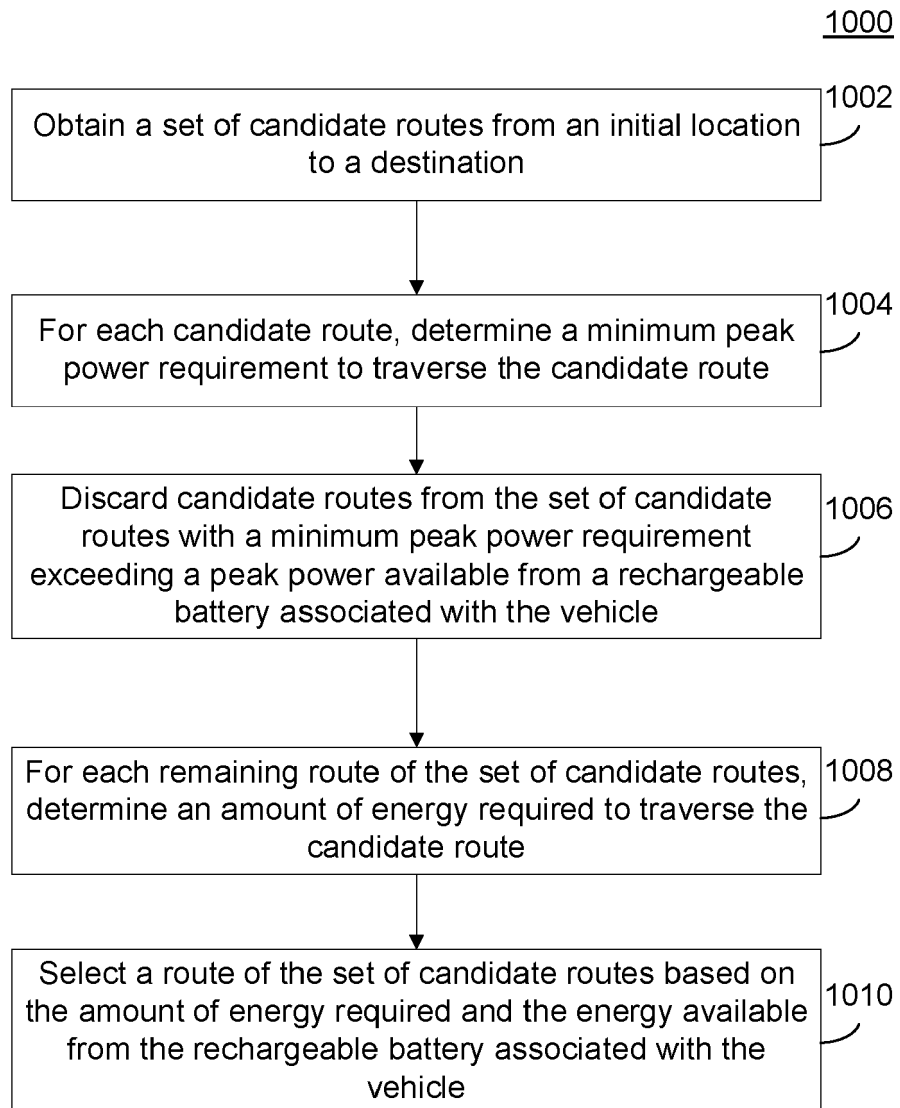 1000
1002
Obtain a set of candidate routes from an initial location
to a destination
1004
For each candidate route, determine a minimum peak
power requirement to traverse the candidate route
Discard candidate routes from the set of candidate
1006
routes with a minimum peak power requirement
exceeding a peak power available from a rechargeable
battery associated with the vehicle
For each remaining route of the set of candidate routes,
1008
determine an amount of energy required to traverse the
candidate route
Select a route of the set of candidate routes based on
1010
the amount of energy required and the energy available
from the rechargeable battery associated with the
vehicle